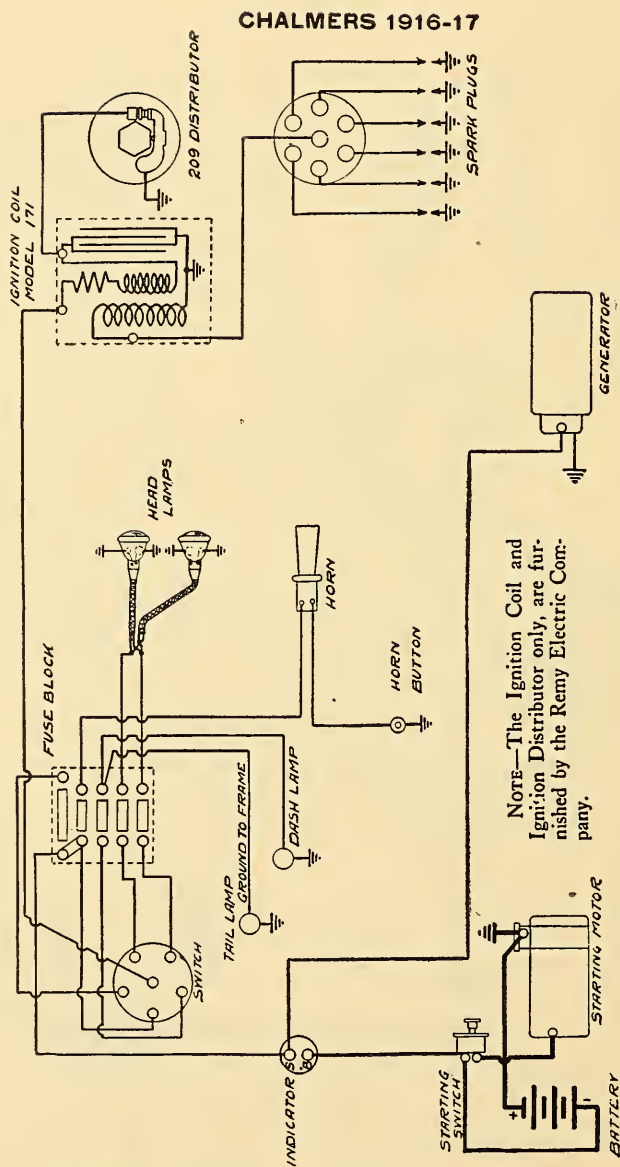 CHALMERS 1916-17
IGNITION COIL
MODEL 171
209 DISTRIBUTOR
SPARK PLUGS
HEAD
LAMPS
HORN
HORN
BUTTON
FUSE BLOCK
TAIL LAMP
GROUND TO FRAME
DASH LAMP
SWITCH
GENERATOR
NOTE—The Ignition Coil and
Ignition Distributor only, are fur-
nished by the Remy Electric Com-
pany.
INDICATOR
S
B
STARTING
SWITCH
STARTING MOTOR
+
-
BATTERY